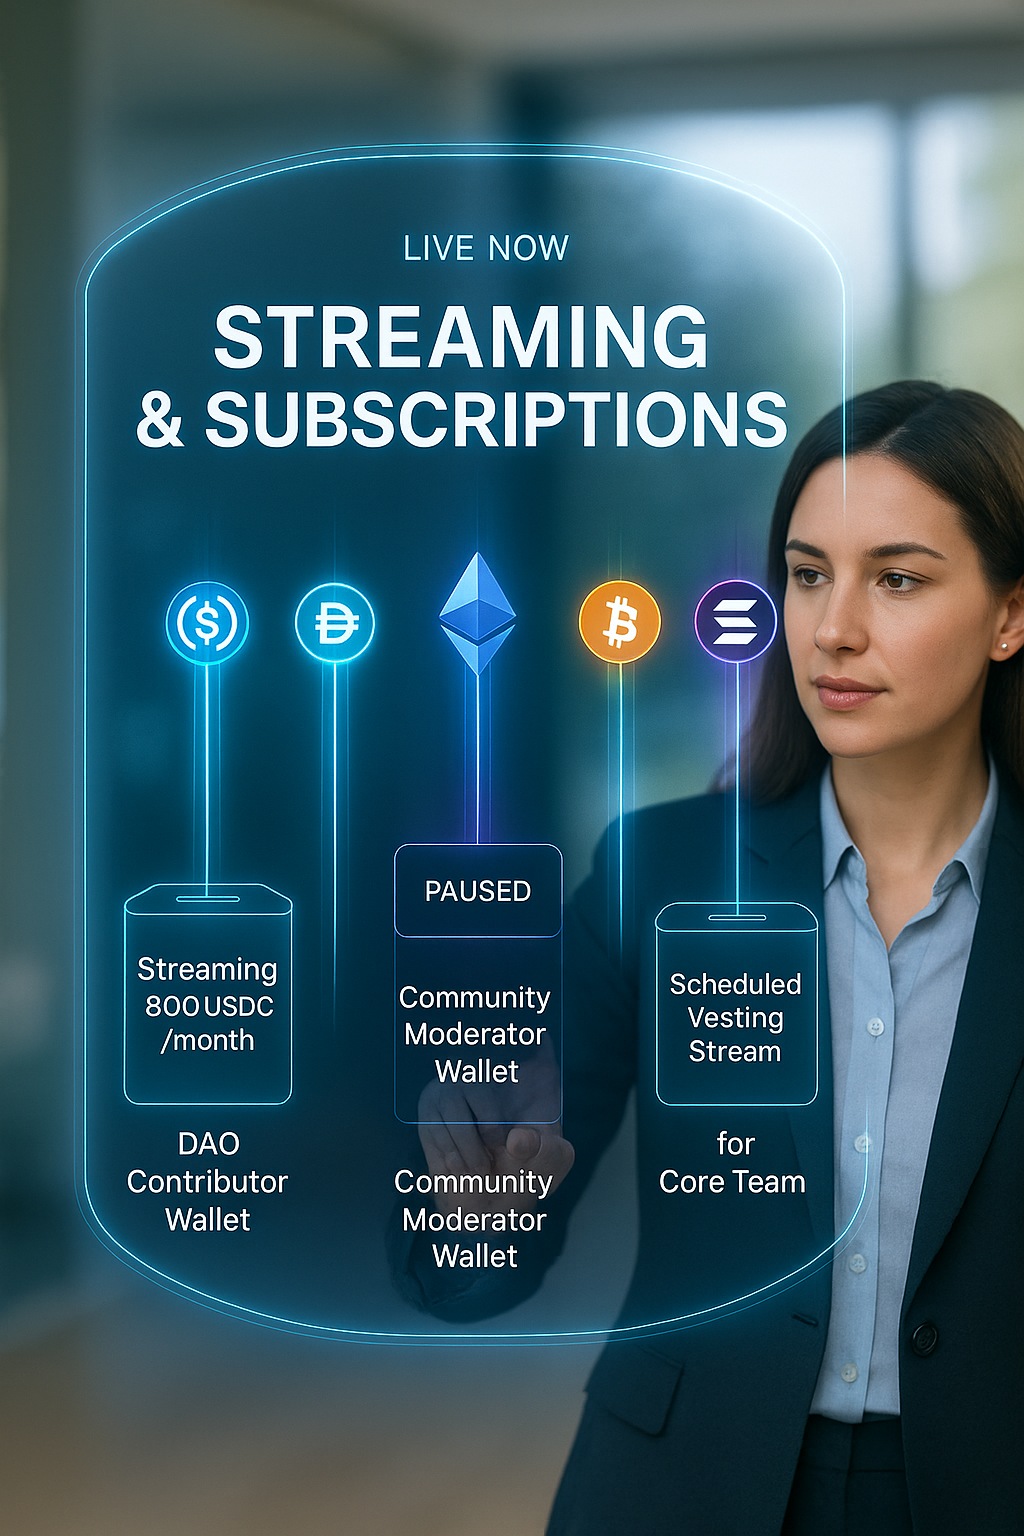 LIVE NOW
STREAMING
& SUBSCRIPTIONS
PAUSED
Streaming
800 USDC
/month
Community
Moderator
Wallet
Scheduled
Vesting
Stream
DAO
Contributor
Wallet
Community
Moderator
Wallet
for
Core Team